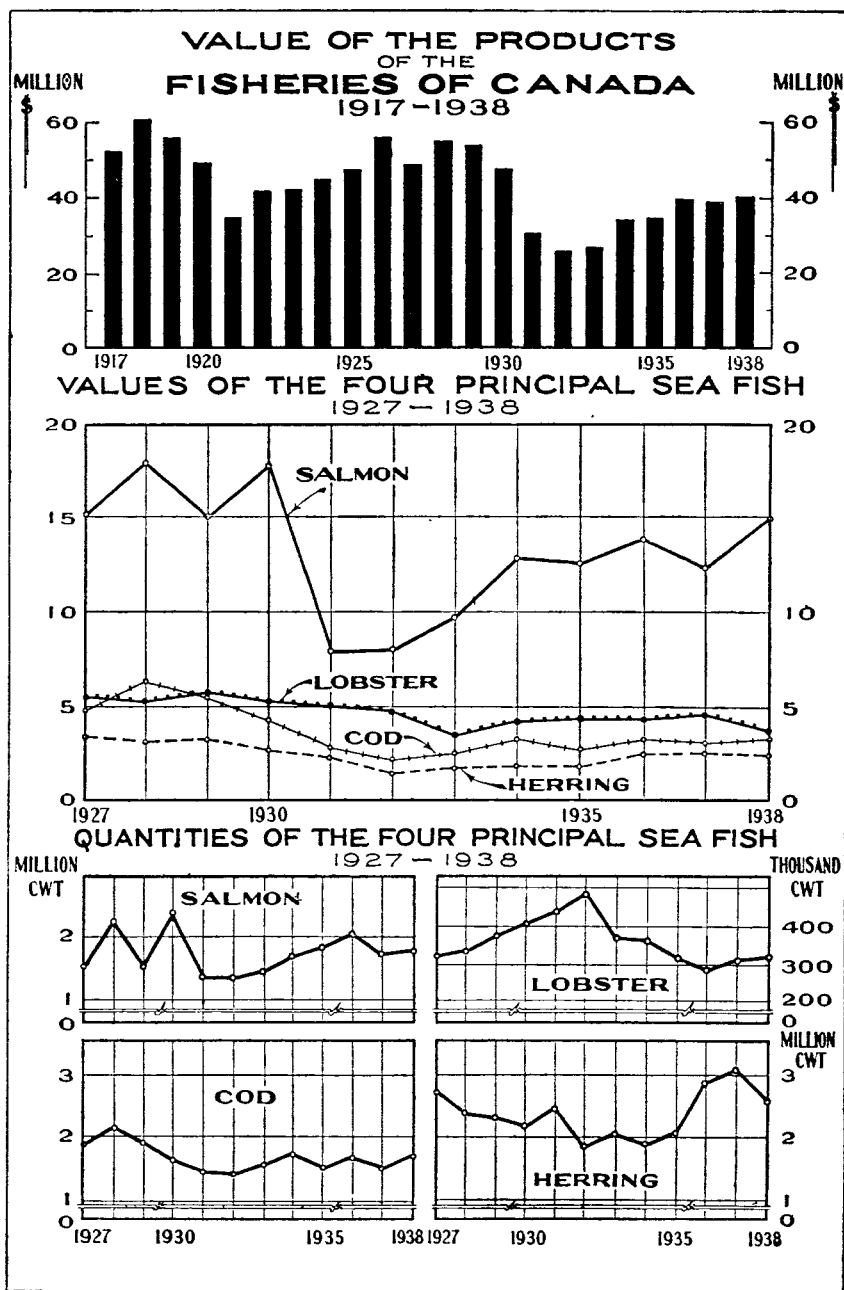 VALUE OF THE PRODUCTS
OF THE
FISHERIES OF CANADA
1917-1938
MILLION
$
MILLION
$
60
40
20
0
60
40
20
0
1917 1920 1925 1930 1935 1938
VALUES OF THE FOUR PRINCIPAL SEA FISH
1927-1938
20
15
10
5
0
20
15
10
5
0
SALMON
LOBSTER
COD
HERRING
1927 1930 1935 1938
QUANTITIES OF THE FOUR PRINCIPAL SEA FISH
1927-1938
MILLION
CWT
2
1
0
SALMON
THOUSAND
CWT
400
300
200
0
LOBSTER
3
2
1
0
COD
1927 1930 1935 1938
MILLION
CWT
3
2
1
0
HERRING
1927 1930 1935 1938